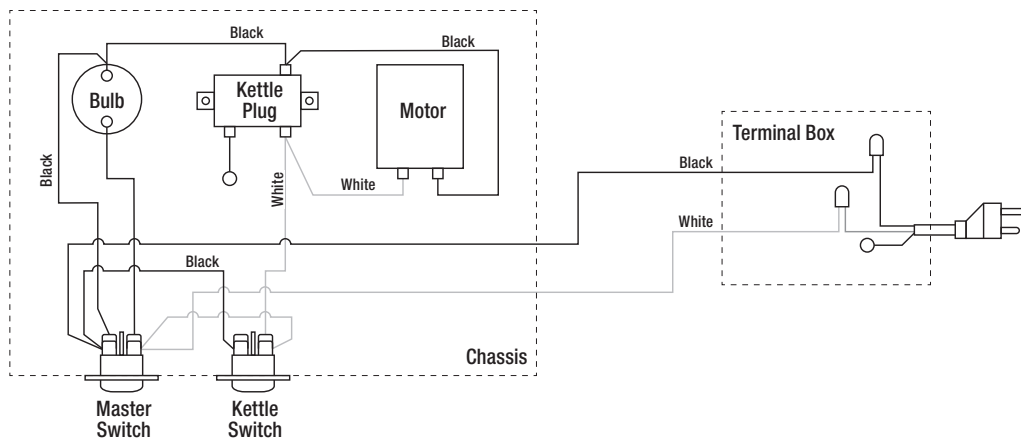 Black
Black
Bulb
Kettle
Plug
Motor
Terminal Box
Black
Black
White
White
White
Black
Chassis
Master
Switch
Kettle
Switch